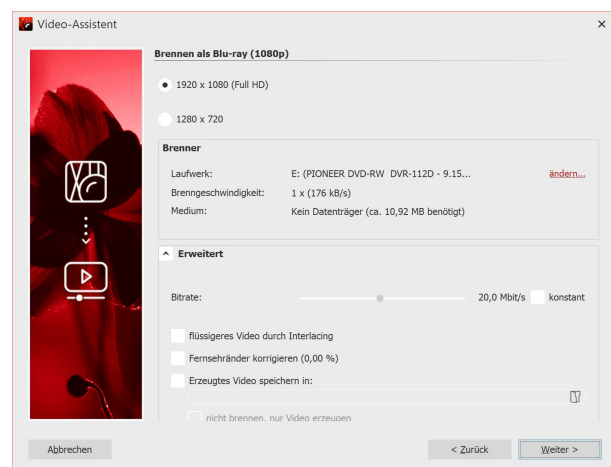 Video-Assistent
Brennen als Blu-ray (1080p)
1920 x 1080 (Full HD)
1280 x 720
Brenner
Laufwerk: E: (PIONEER DVD-RW DVR-112D - 9.15... ändern...
Brenngeschwindigkeit: 1 x (176 kB/s)
Medium: Kein Datenträger (ca. 10,92 MB benötigt)
Erweitert
Bitrate: 20,0 Mbit/s konstant
flüssigeres Video durch Interlacing
Fernsehränder korrigieren (0,00 %)
Erzeugtes Video speichern in:
nicht brennen, nur Video erzeugen
Abbrechen < Zurück Weiter >